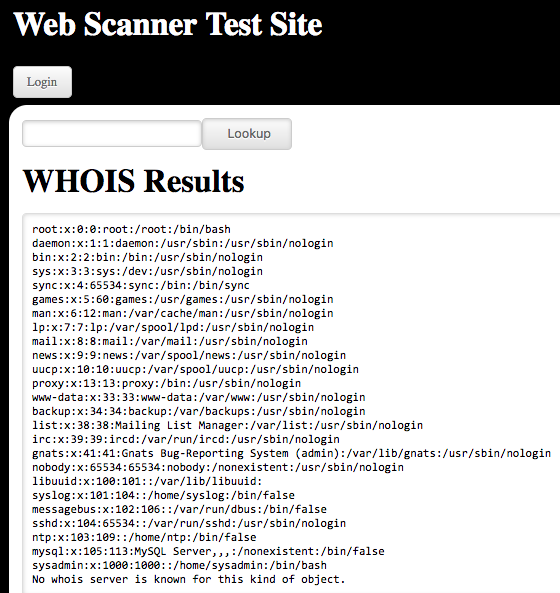 Web Scanner Test Site
Login
Lookup
WHOIS Results
root:x:0:0:root:/root:/bin/bash
daemon:x:1:1:daemon:/usr/sbin:/usr/sbin/nologin
bin:x:2:2:bin:/bin:/usr/sbin/nologin
sys:x:3:3:sys:/dev:/usr/sbin/nologin
sync:x:4:65534:sync:/bin:/bin/sync
games:x:5:60:games:/usr/games:/usr/sbin/nologin
man:x:6:12:man:/var/cache/man:/usr/sbin/nologin
lp:x:7:7:lp:/var/spool/lpd:/usr/sbin/nologin
mail:x:8:8:mail:/var/mail:/usr/sbin/nologin
news:x:9:9:news:/var/spool/news:/usr/sbin/nologin
uucp:x:10:10:uucp:/var/spool/uucp:/usr/sbin/nologin
proxy:x:13:13:proxy:/bin:/usr/sbin/nologin
www-data:x:33:33:www-data:/var/www:/usr/sbin/nologin
backup:x:34:34:backup:/var/backups:/usr/sbin/nologin
list:x:38:38:Mailing List Manager:/var/list:/usr/sbin/nologin
irc:x:39:39:ircd:/var/run/ircd:/usr/sbin/nologin
gnats:x:41:41:Gnats Bug-Reporting System (admin):/var/lib/gnats:/usr/sbin/nologin
nobody:x:65534:65534:nobody:/nonexistent:/usr/sbin/nologin
libuuid:x:100:101::/var/lib/libuuid:
syslog:x:101:104::/home/syslog:/bin/false
messagebus:x:102:106::/var/run/dbus:/bin/false
sshd:x:104:65534::/var/run/sshd:/usr/sbin/nologin
ntp:x:103:109::/home/ntp:/bin/false
mysql:x:105:113:MySQL Server,,,:/nonexistent:/bin/false
sysadmin:x:1000:1000::/home/sysadmin:/bin/bash
No whois server is known for this kind of object.